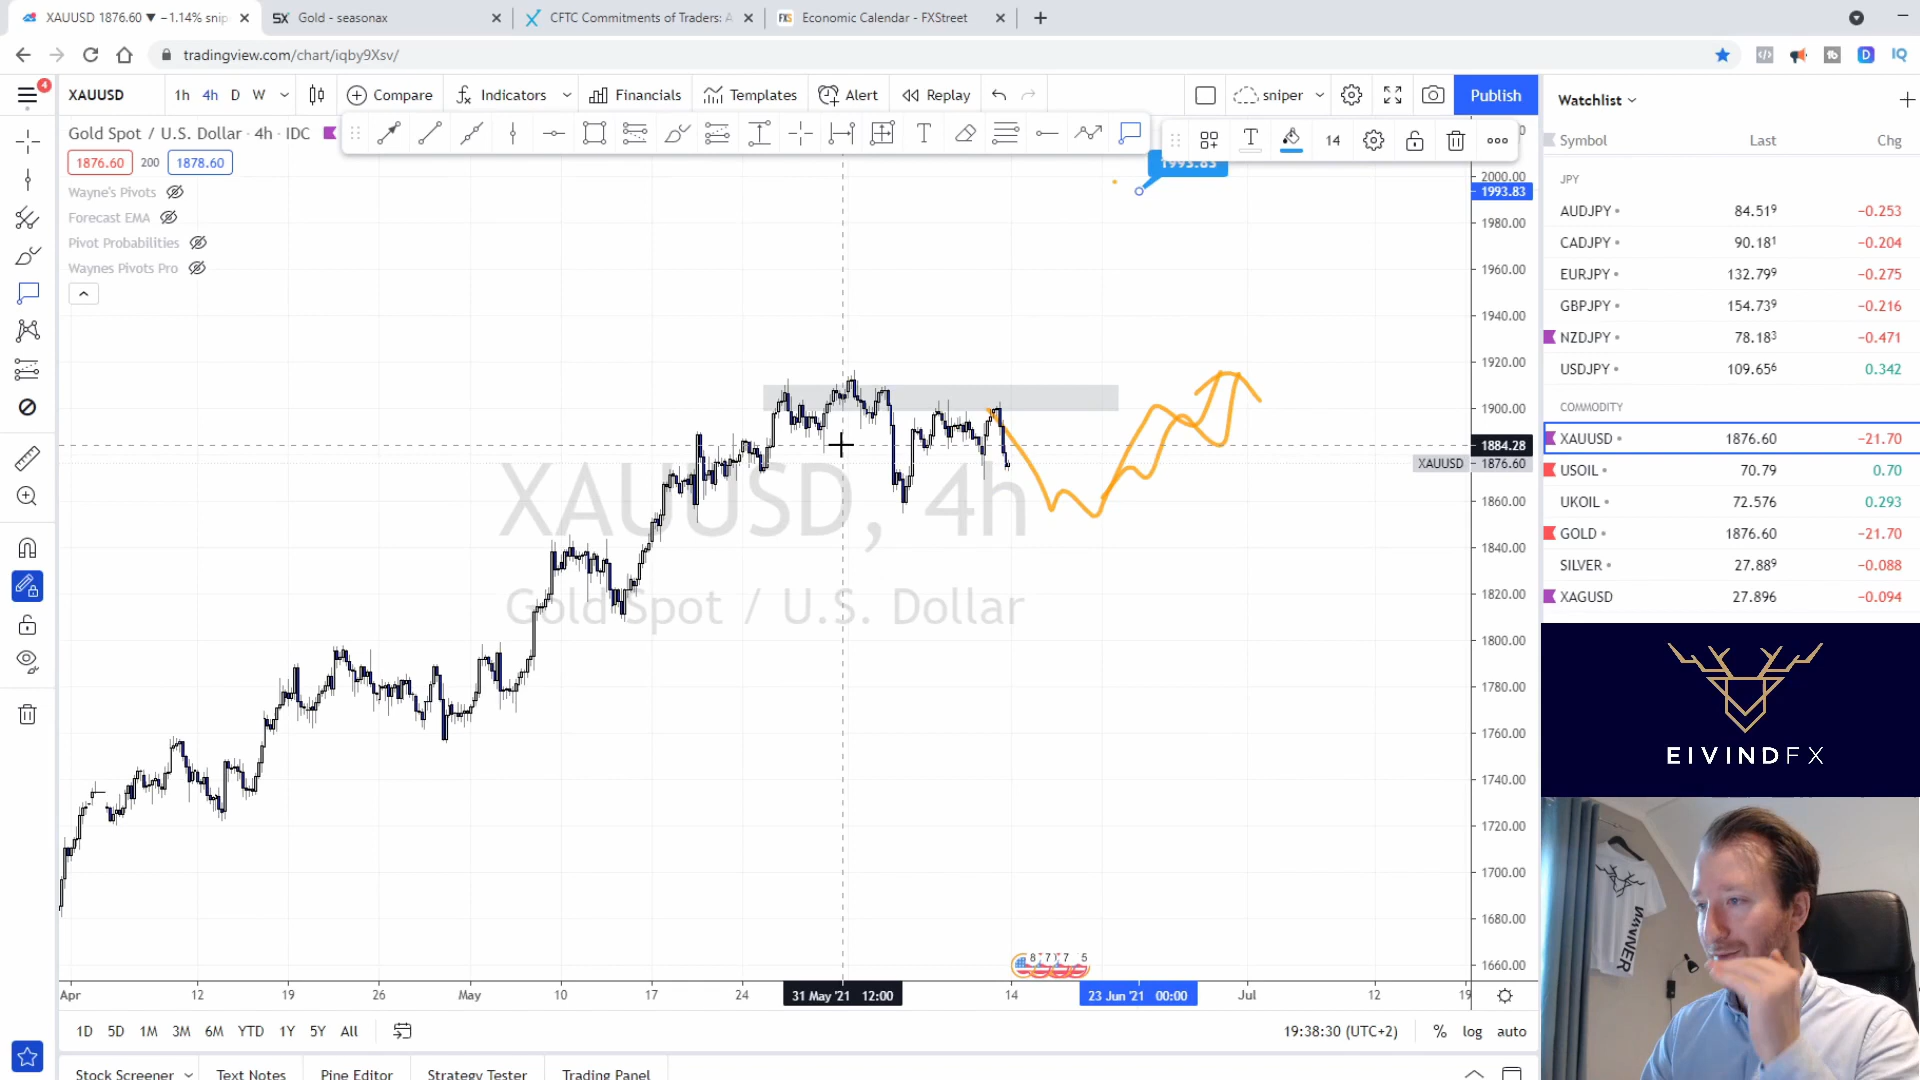 XAUUSD 1876.60 ▼ −1.14% snip
Gold - seasonax
CFTC Commitments of Traders: A
Economic Calendar - FXStreet
tradingview.com/chart/iqby9Xsv/
4
XAUUSD
1h 4h D W
Compare
Indicators
Financials
Templates
Alert
Replay
sniper
Publish
Gold Spot / U.S. Dollar · 4h · IDC
1876.60 200 1878.60
Wayne's Pivots
Forecast EMA
Pivot Probabilities
Waynes Pivots Pro
14
1993.83
2000.00
1993.83
1980.00
1960.00
1940.00
1920.00
1900.00
1884.28
XAUUSD 1876.60
1860.00
1840.00
1820.00
1800.00
1780.00
1760.00
1740.00
1720.00
1700.00
1680.00
1660.00
XAUUSD, 4h
Gold Spot / U.S. Dollar
8 7 7 5
Apr 12 19 26 May 10 17 24 31 May '21 12:00 14 23 Jun '21 00:00 Jul 12 19
1D 5D 1M 3M 6M YTD 1Y 5Y All
19:38:30 (UTC+2) % log auto
Stock Screener Text Notes Pine Editor Strategy Tester Trading Panel
Watchlist
Symbol Last Chg
JPY
AUDJPY 84.519 −0.253
CADJPY 90.181 −0.204
EURJPY 132.799 −0.275
GBPJPY 154.739 −0.216
NZDJPY 78.183 −0.471
USDJPY 109.656 0.342
COMMODITY
XAUUSD 1876.60 −21.70
USOIL 70.79 0.70
UKOIL 72.576 0.293
GOLD 1876.60 −21.70
SILVER 27.889 −0.088
XAGUSD 27.896 −0.094
EIVINDFX
WINNER